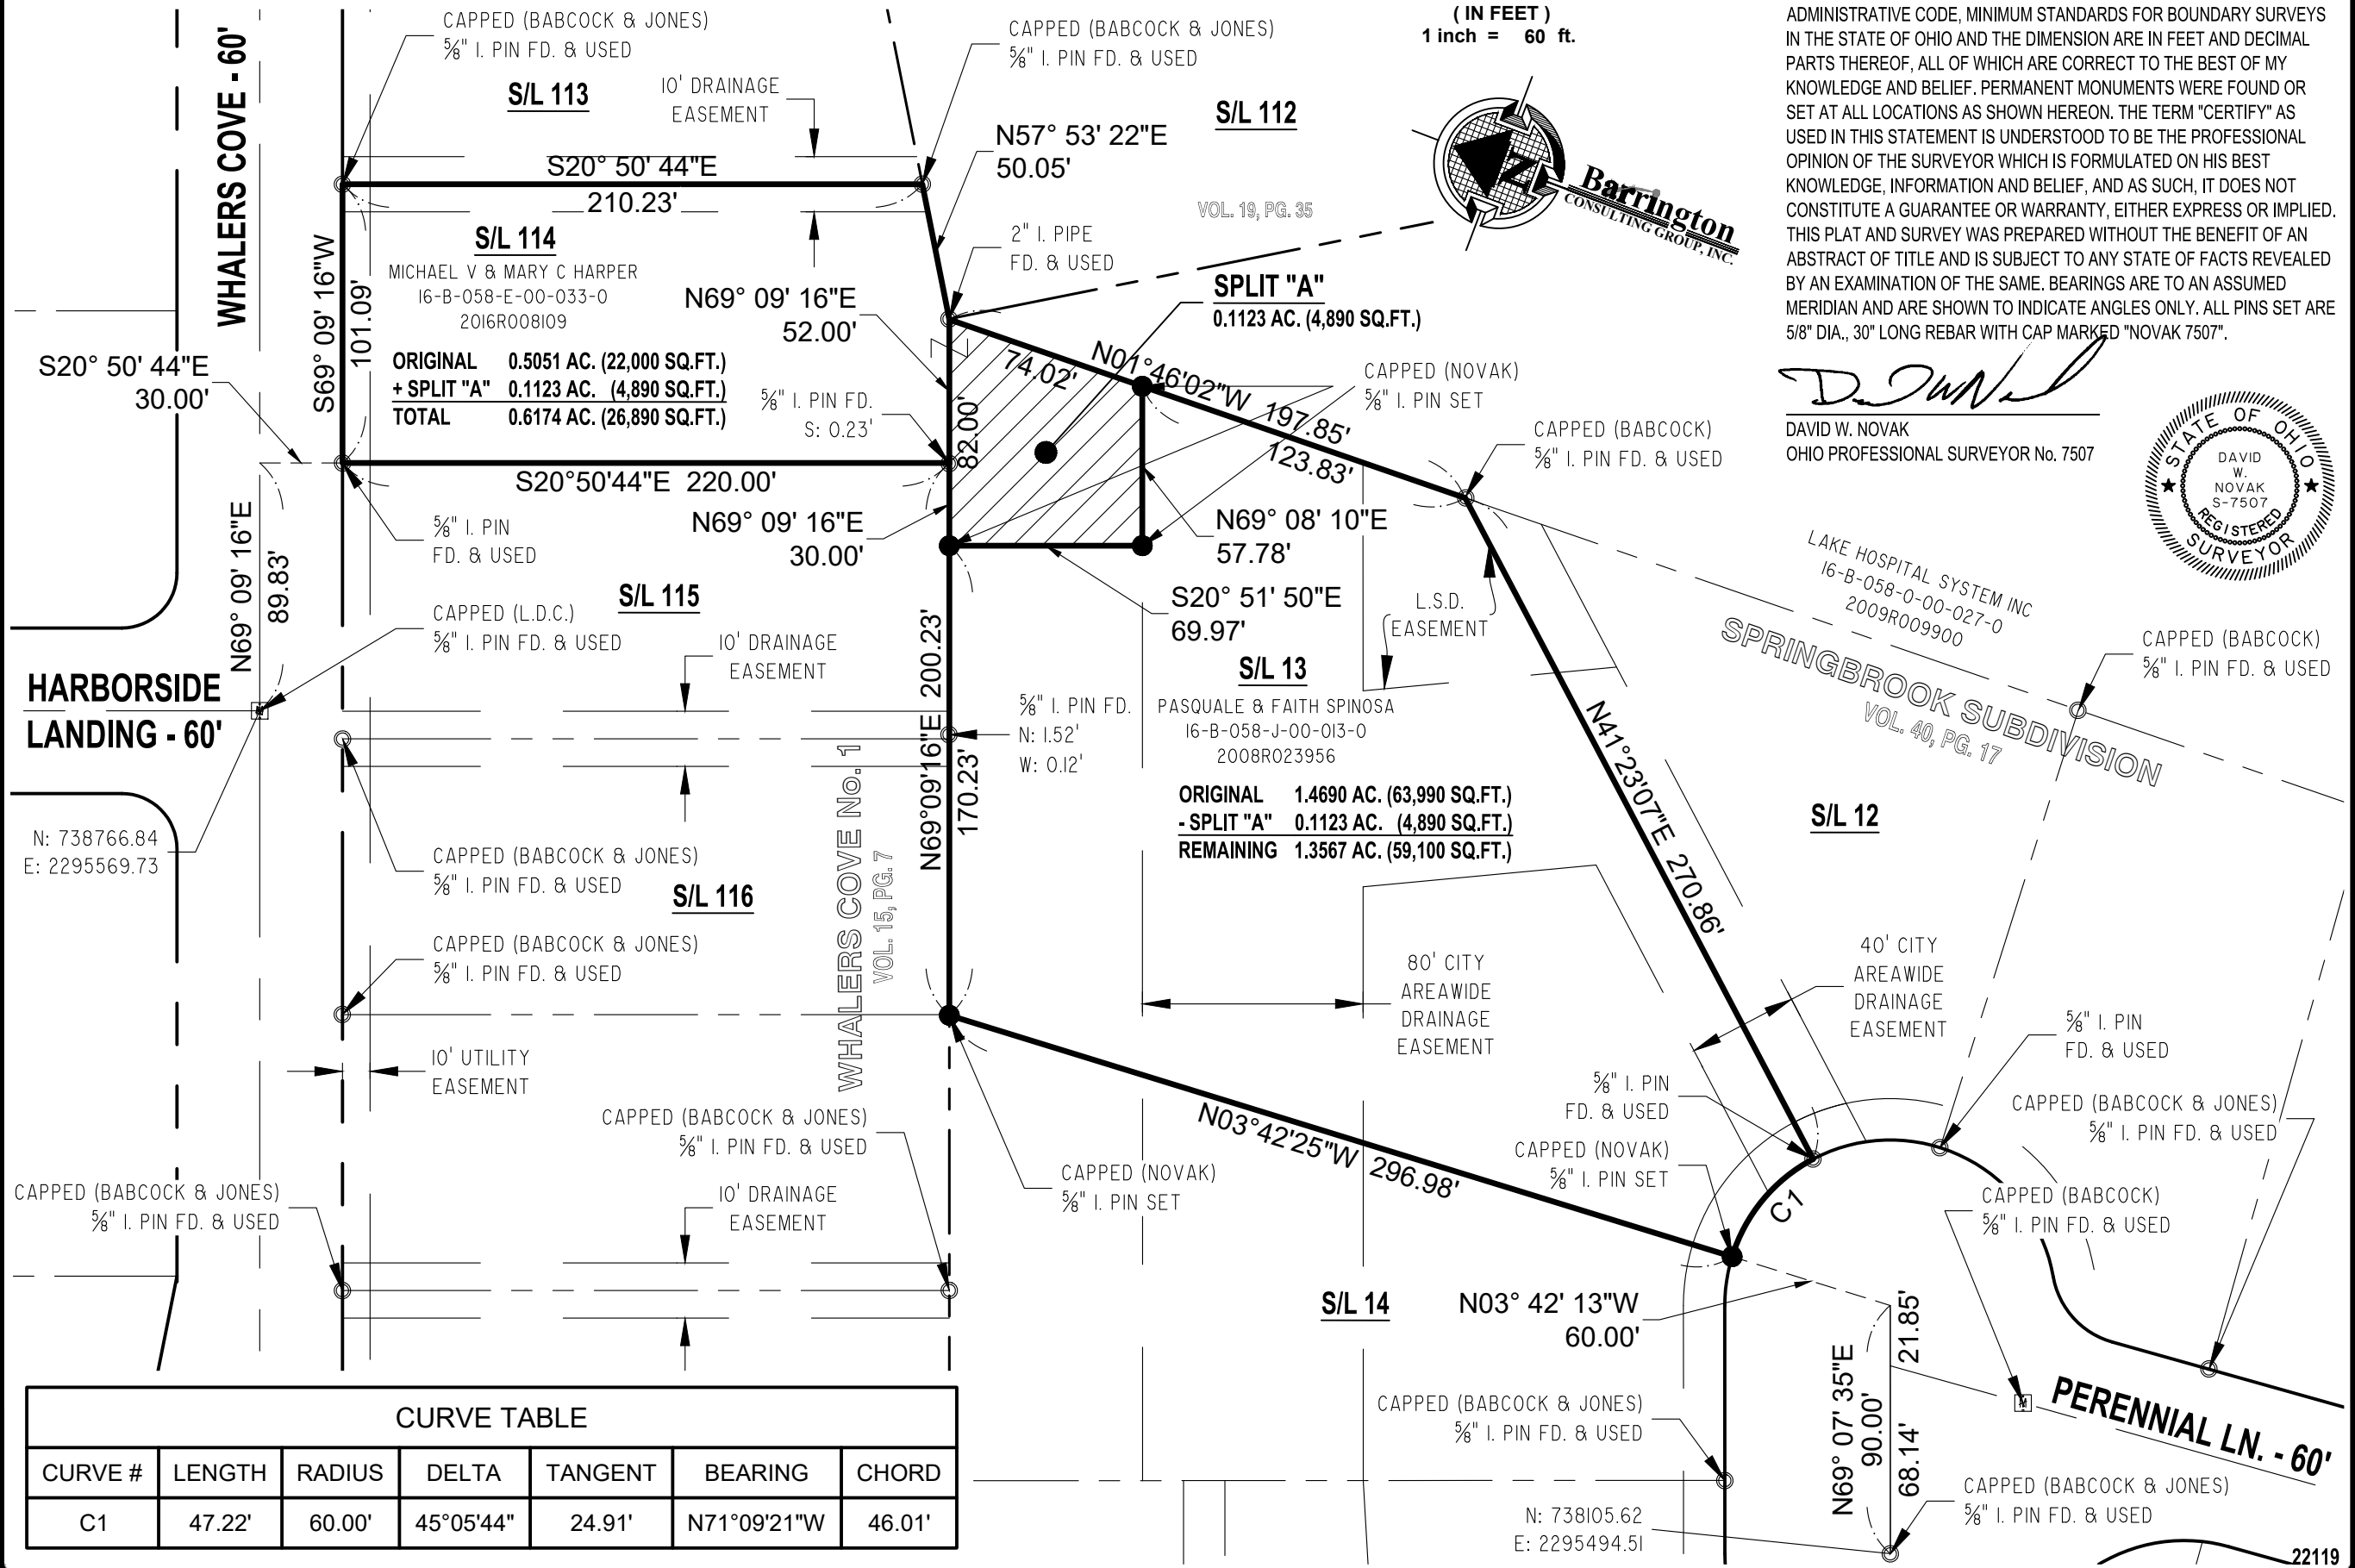 CAPPED (BABCOCK & JONES)
⅝" I. PIN FD. & USED
CAPPED (BABCOCK & JONES)
⅝" I. PIN FD. & USED
( IN FEET )
1 inch = 60 ft.
ADMINISTRATIVE CODE, MINIMUM STANDARDS FOR BOUNDARY SURVEYS
IN THE STATE OF OHIO AND THE DIMENSION ARE IN FEET AND DECIMAL
PARTS THEREOF, ALL OF WHICH ARE CORRECT TO THE BEST OF MY
KNOWLEDGE AND BELIEF. PERMANENT MONUMENTS WERE FOUND OR
SET AT ALL LOCATIONS AS SHOWN HEREON. THE TERM "CERTIFY" AS
USED IN THIS STATEMENT IS UNDERSTOOD TO BE THE PROFESSIONAL
OPINION OF THE SURVEYOR WHICH IS FORMULATED ON HIS BEST
KNOWLEDGE, INFORMATION AND BELIEF, AND AS SUCH, IT DOES NOT
CONSTITUTE A GUARANTEE OR WARRANTY, EITHER EXPRESS OR IMPLIED.
THIS PLAT AND SURVEY WAS PREPARED WITHOUT THE BENEFIT OF AN
ABSTRACT OF TITLE AND IS SUBJECT TO ANY STATE OF FACTS REVEALED
BY AN EXAMINATION OF THE SAME. BEARINGS ARE TO AN ASSUMED
MERIDIAN AND ARE SHOWN TO INDICATE ANGLES ONLY. ALL PINS SET ARE
5/8" DIA., 30" LONG REBAR WITH CAP MARKED "NOVAK 7507".
DAVID W. NOVAK
OHIO PROFESSIONAL SURVEYOR No. 7507
STATE OF OHIO
DAVID
W.
NOVAK
S-7507
REGISTERED
SURVEYOR
N
Barrington
CONSULTING GROUP, INC.
WHALERS COVE - 60'
S/L 113
10' DRAINAGE
EASEMENT
S20° 50' 44"E
210.23'
N57° 53' 22"E
50.05'
S/L 112
VOL. 19, PG. 35
2" I. PIPE
FD. & USED
S/L 114
MICHAEL V & MARY C HARPER
16-B-058-E-00-033-0
2016R008109
ORIGINAL 0.5051 AC. (22,000 SQ.FT.)
+ SPLIT "A" 0.1123 AC. (4,890 SQ.FT.)
TOTAL 0.6174 AC. (26,890 SQ.FT.)
S69° 09' 16"W
101.09'
S20° 50' 44"E
30.00'
N69° 09' 16"E
52.00'
SPLIT "A"
0.1123 AC. (4,890 SQ.FT.)
74.02'
N01°46'02"W 197.85'
123.83'
82.00'
⅝" I. PIN FD.
S: 0.23'
CAPPED (NOVAK)
⅝" I. PIN SET
CAPPED (BABCOCK)
⅝" I. PIN FD. & USED
S20°50'44"E 220.00'
N69° 09' 16"E
30.00'
N69° 08' 10"E
57.78'
S20° 51' 50"E
69.97'
L.S.D.
EASEMENT
⅝" I. PIN
FD. & USED
N69° 09' 16"E
89.83'
CAPPED (L.D.C.)
⅝" I. PIN FD. & USED
S/L 115
10' DRAINAGE
EASEMENT
HARBORSIDE
LANDING - 60'
N: 738766.84
E: 2295569.73
N69°09'16"E 200.23'
170.23'
⅝" I. PIN FD.
N: 1.52'
W: 0.12'
S/L 13
PASQUALE & FAITH SPINOSA
16-B-058-J-00-013-0
2008R023956
ORIGINAL 1.4690 AC. (63,990 SQ.FT.)
- SPLIT "A" 0.1123 AC. (4,890 SQ.FT.)
REMAINING 1.3567 AC. (59,100 SQ.FT.)
LAKE HOSPITAL SYSTEM INC
16-B-058-0-00-027-0
2009R009900
SPRINGBROOK SUBDIVISION
VOL. 40, PG. 17
CAPPED (BABCOCK)
⅝" I. PIN FD. & USED
N41°23'07"E 270.86'
S/L 12
CAPPED (BABCOCK & JONES)
⅝" I. PIN FD. & USED
S/L 116
WHALERS COVE No. 1
VOL. 15, PG. 7
CAPPED (BABCOCK & JONES)
⅝" I. PIN FD. & USED
10' UTILITY
EASEMENT
80' CITY
AREAWIDE
DRAINAGE
EASEMENT
40' CITY
AREAWIDE
DRAINAGE
EASEMENT
⅝" I. PIN
FD. & USED
⅝" I. PIN
FD. & USED
CAPPED (BABCOCK & JONES)
⅝" I. PIN FD. & USED
CAPPED (BABCOCK & JONES)
⅝" I. PIN FD. & USED
CAPPED (BABCOCK & JONES)
⅝" I. PIN FD. & USED
10' DRAINAGE
EASEMENT
CAPPED (NOVAK)
⅝" I. PIN SET
N03°42'25"W 296.98'
CAPPED (NOVAK)
⅝" I. PIN SET
C1
CAPPED (BABCOCK)
⅝" I. PIN FD. & USED
S/L 14
N03° 42' 13"W
60.00'
N69° 07' 35"E
90.00'
21.85'
68.14'
PERENNIAL LN. - 60'
CAPPED (BABCOCK & JONES)
⅝" I. PIN FD. & USED
CAPPED (BABCOCK & JONES)
⅝" I. PIN FD. & USED
N: 738105.62
E: 2295494.51
CURVE TABLE
CURVE # LENGTH RADIUS DELTA TANGENT BEARING CHORD
C1 47.22' 60.00' 45°05'44" 24.91' N71°09'21"W 46.01'
22119